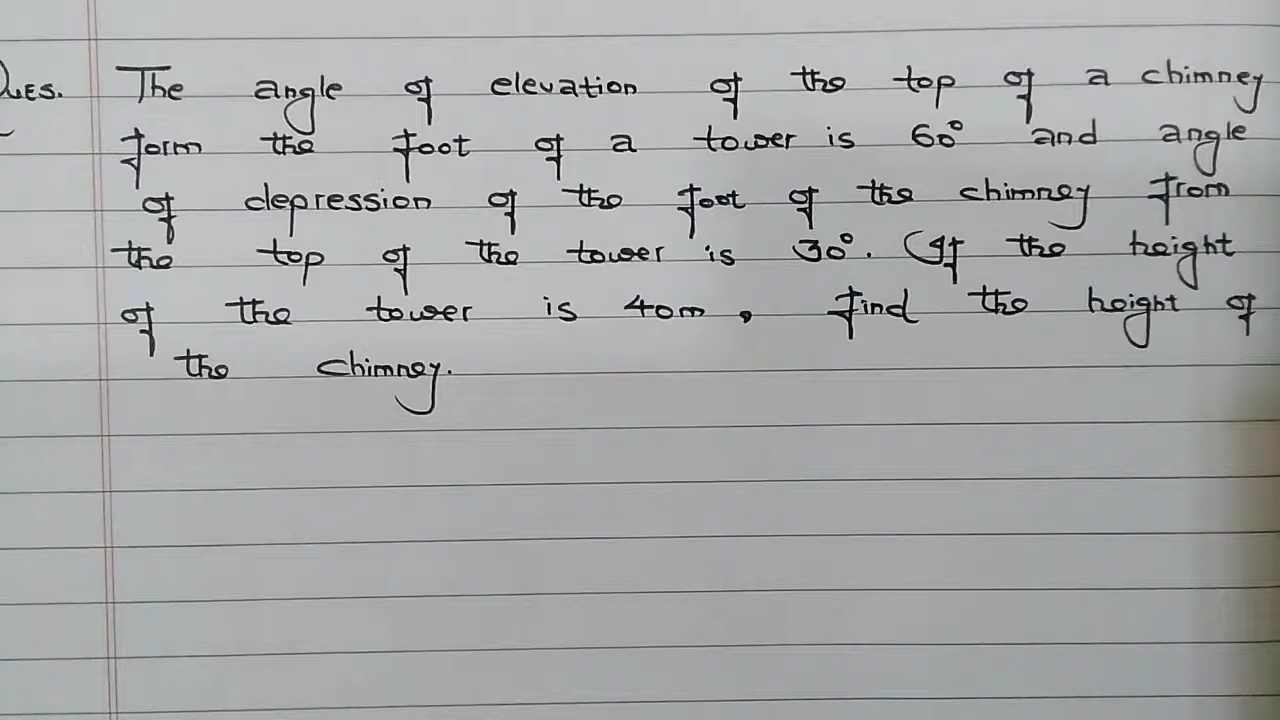 Ques. The angle of elevation of the top of a chimney
form the foot of a tower is 60° and angle
of depression of the foot of the chimney from
the top of the tower is 30°. If the height
of the tower is 40m, find the height of
the chimney.